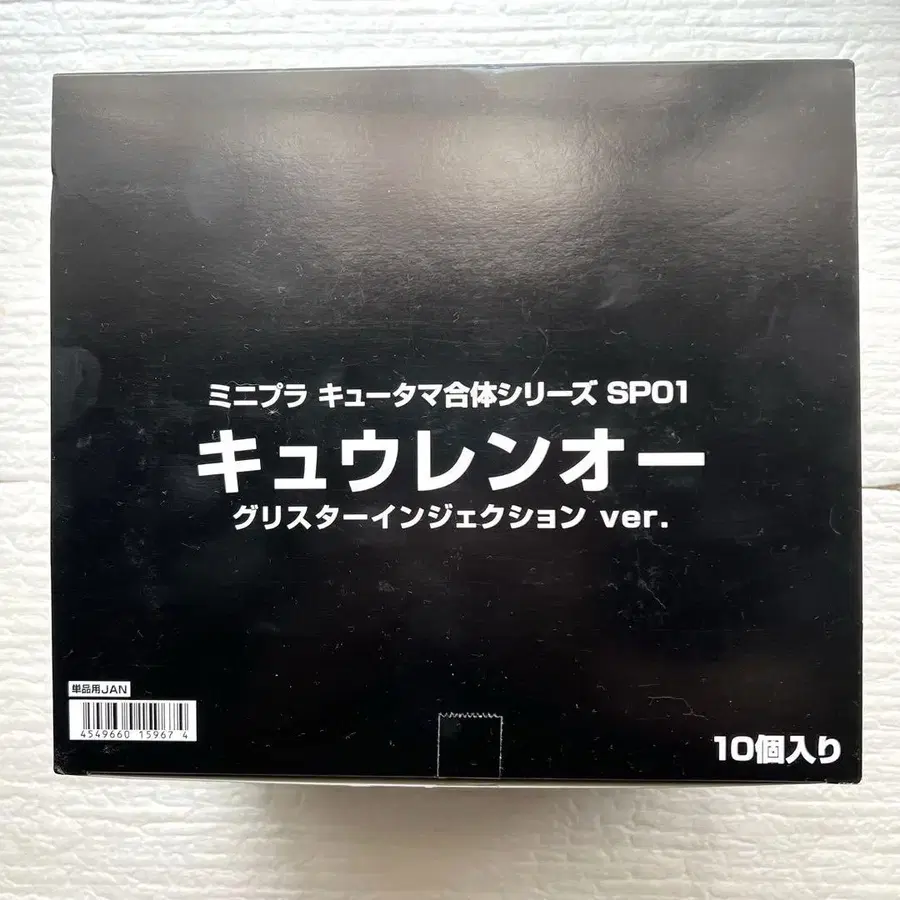 ミニプラ キュータマ合体シリーズ SP01
キュウレンオー
グリスターインジェクション ver.
単品用JAN
4549660 15967 4
10個入り